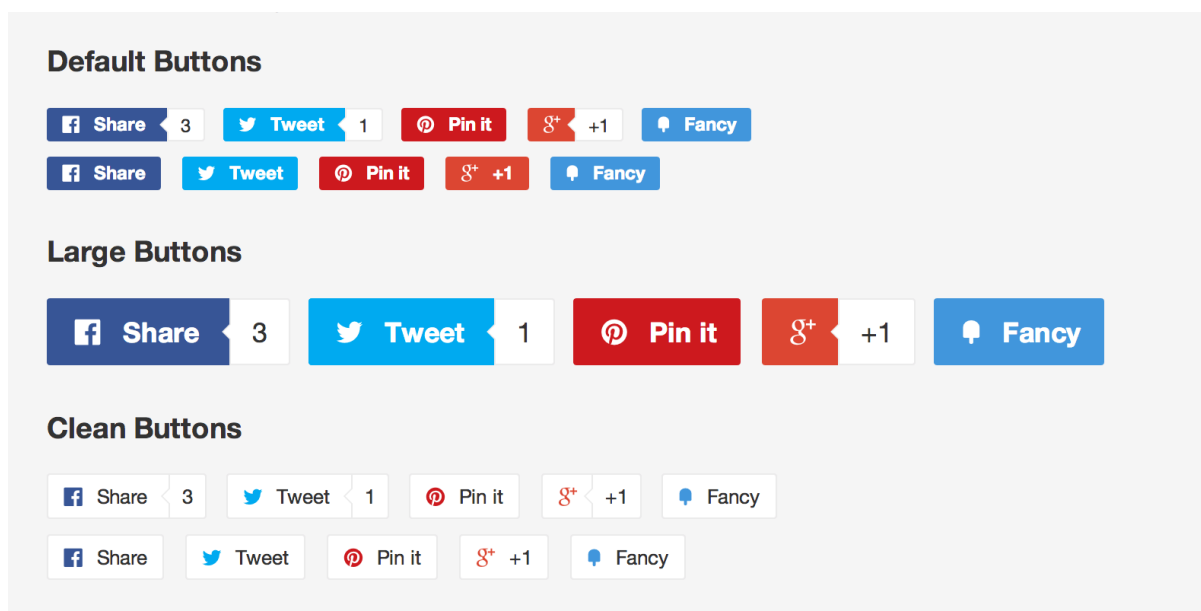 Default Buttons
Share 3 Tweet 1 Pin it g+ +1 Fancy
Share Tweet Pin it g+ +1 Fancy
Large Buttons
Share 3 Tweet 1 Pin it g+ +1 Fancy
Clean Buttons
Share 3 Tweet 1 Pin it g+ +1 Fancy
Share Tweet Pin it g+ +1 Fancy